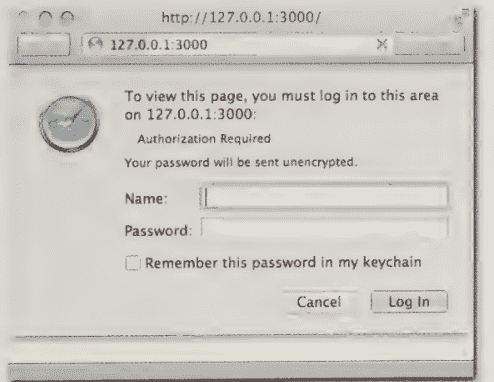 http://127.0.0.1:3000/
127.0.0.1:3000
To view this page, you must log in to this area
on 127.0.0.1:3000:
Authorization Required
Your password will be sent unencrypted.
Name:
Password:
Remember this password in my keychain
Cancel Log In